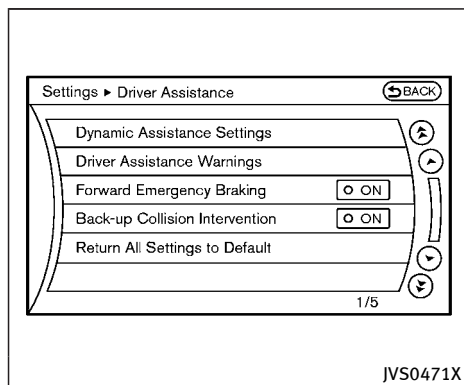 Settings ▸ Driver Assistance BACK
Dynamic Assistance Settings
Driver Assistance Warnings
Forward Emergency Braking ON
Back-up Collision Intervention ON
Return All Settings to Default
1/5
JVS0471X